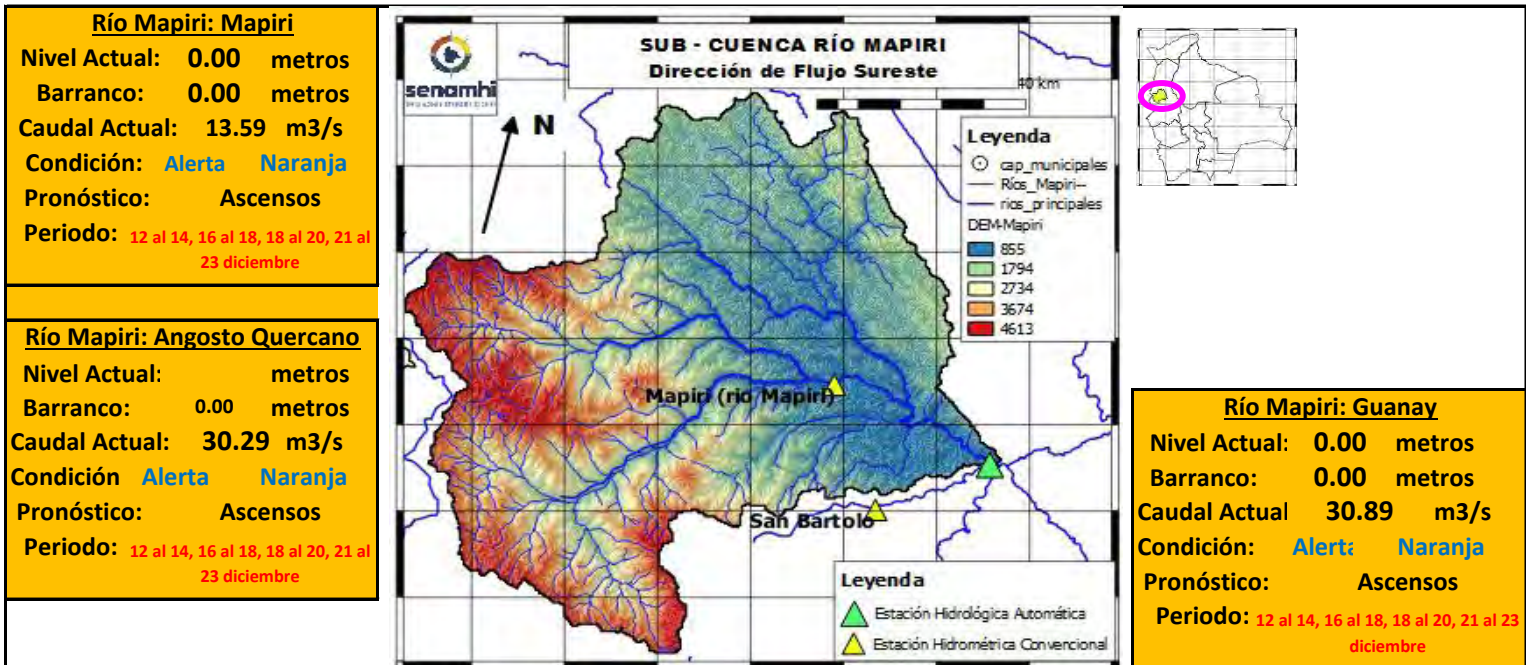 Río Mapiri: Mapiri
Nivel Actual: 0.00 metros
Barranco: 0.00 metros
Caudal Actual: 13.59 m3/s
Condición: Alerta Naranja
Pronóstico: Ascensos
Periodo: 12 al 14, 16 al 18, 18 al 20, 21 al
23 diciembre
Río Mapiri: Angosto Quercano
Nivel Actual: metros
Barranco: 0.00 metros
Caudal Actual: 30.29 m3/s
Condición Alerta Naranja
Pronóstico: Ascensos
Periodo: 12 al 14, 16 al 18, 18 al 20, 21 al
23 diciembre
senamhi
SUB - CUENCA RÍO MAPIRI
Dirección de Flujo Sureste
40 km
N
Leyenda
cap_municipales
Ríos_Mapiri--
rios_principales
DEM-Mapiri
855
1794
2734
3674
4613
Mapiri (rio Mapiri)
San Bartolo
Leyenda
Estación Hidrológica Automática
Estación Hidrométrica Convencional
Río Mapiri: Guanay
Nivel Actual: 0.00 metros
Barranco: 0.00 metros
Caudal Actual 30.89 m3/s
Condición: Alerta Naranja
Pronóstico: Ascensos
Periodo: 12 al 14, 16 al 18, 18 al 20, 21 al 23
diciembre